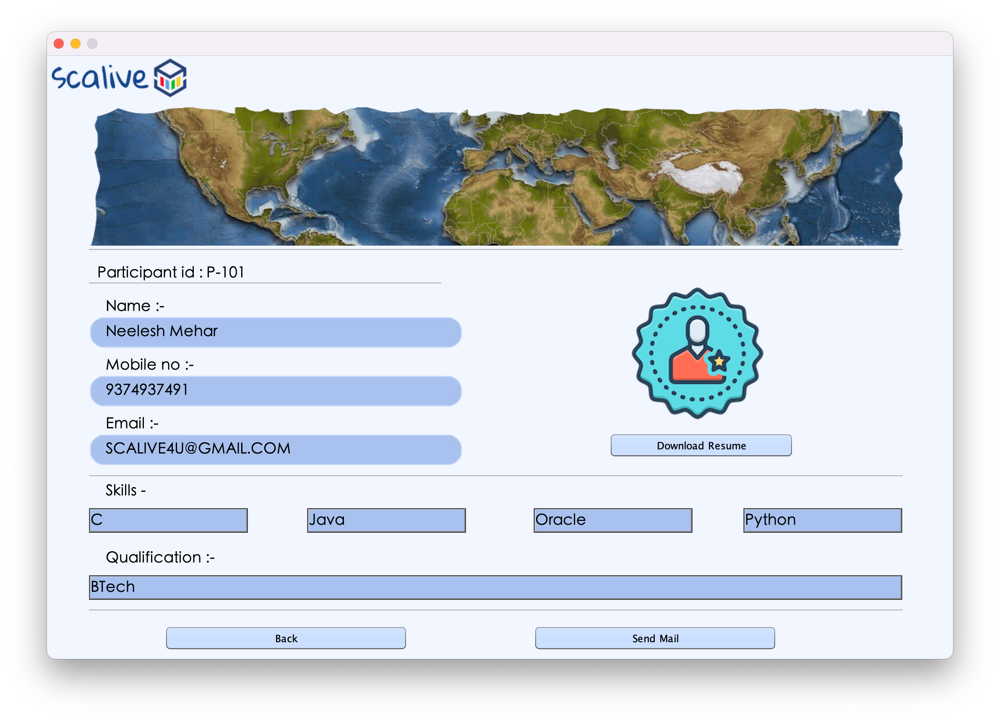 scalive
Participant id : P-101
Name :-
Neelesh Mehar
Mobile no :-
9374937491
Email :-
SCALIVE4U@GMAIL.COM
Download Resume
Skills -
C Java Oracle Python
Qualification :-
BTech
Back Send Mail